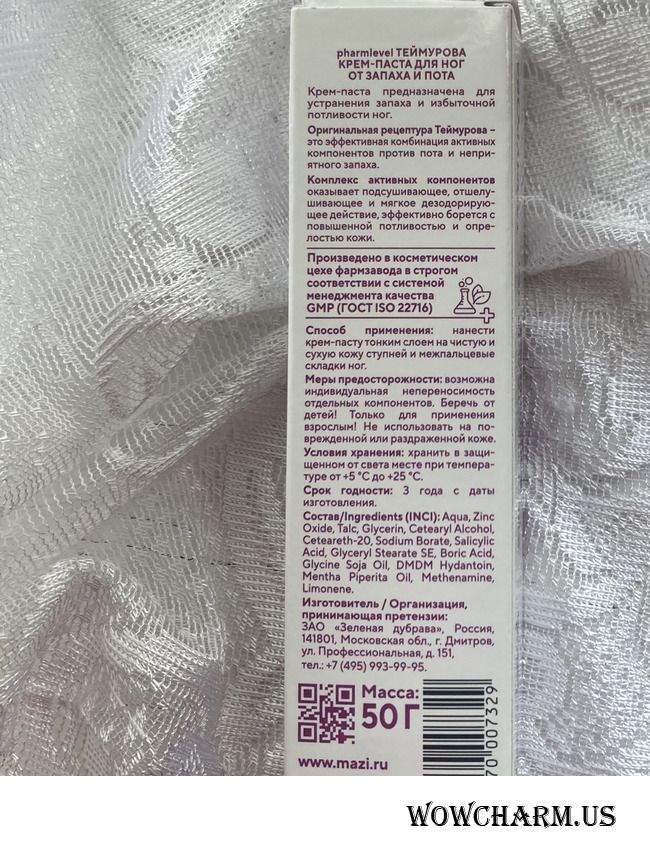 pharmlevel ТЕЙМУРОВА
КРЕМ-ПАСТА ДЛЯ НОГ
ОТ ЗАПАХА И ПОТА
Крем-паста предназначена для
устранения запаха и избыточной
потливости ног.
Оригинальная рецептура Теймурова –
это эффективная комбинация активных
компонентов против пота и непри-
ятного запаха.
Комплекс активных компонентов
оказывает подсушивающее, отшелу-
шивающее и мягкое дезодорирую-
щее действие, эффективно борется с
повышенной потливостью и опре-
лостью кожи.
Произведено в косметическом
цехе фармзавода в строгом
соответствии с системой
менеджмента качества
GMP (ГОСТ ISO 22716)
Способ применения: нанести
крем-пасту тонким слоем на чистую и
сухую кожу ступней и межпальцевые
складки ног.
Меры предосторожности: возможна
индивидуальная непереносимость
отдельных компонентов. Беречь от
детей! Только для применения
взрослым! Не использовать на по-
врежденной или раздраженной коже.
Условия хранения: хранить в защи-
щенном от света месте при темпера-
туре от +5 °C до +25 °C.
Срок годности: 3 года с даты
изготовления.
Состав/Ingredients (INCI): Aqua, Zinc
Oxide, Talc, Glycerin, Cetearyl Alcohol,
Ceteareth-20, Sodium Borate, Salicylic
Acid, Glyceryl Stearate SE, Boric Acid,
Glycine Soja Oil, DMDM Hydantoin,
Mentha Piperita Oil, Methenamine,
Limonene.
Изготовитель / Организация,
принимающая претензии:
ЗАО «Зеленая дубрава», Россия,
141801, Московская обл., г. Дмитров,
ул. Профессиональная, д. 151,
тел.: +7 (495) 993-99-95.
Масса:
50 Г
www.mazi.ru
70 007329
WOWCHARM.US